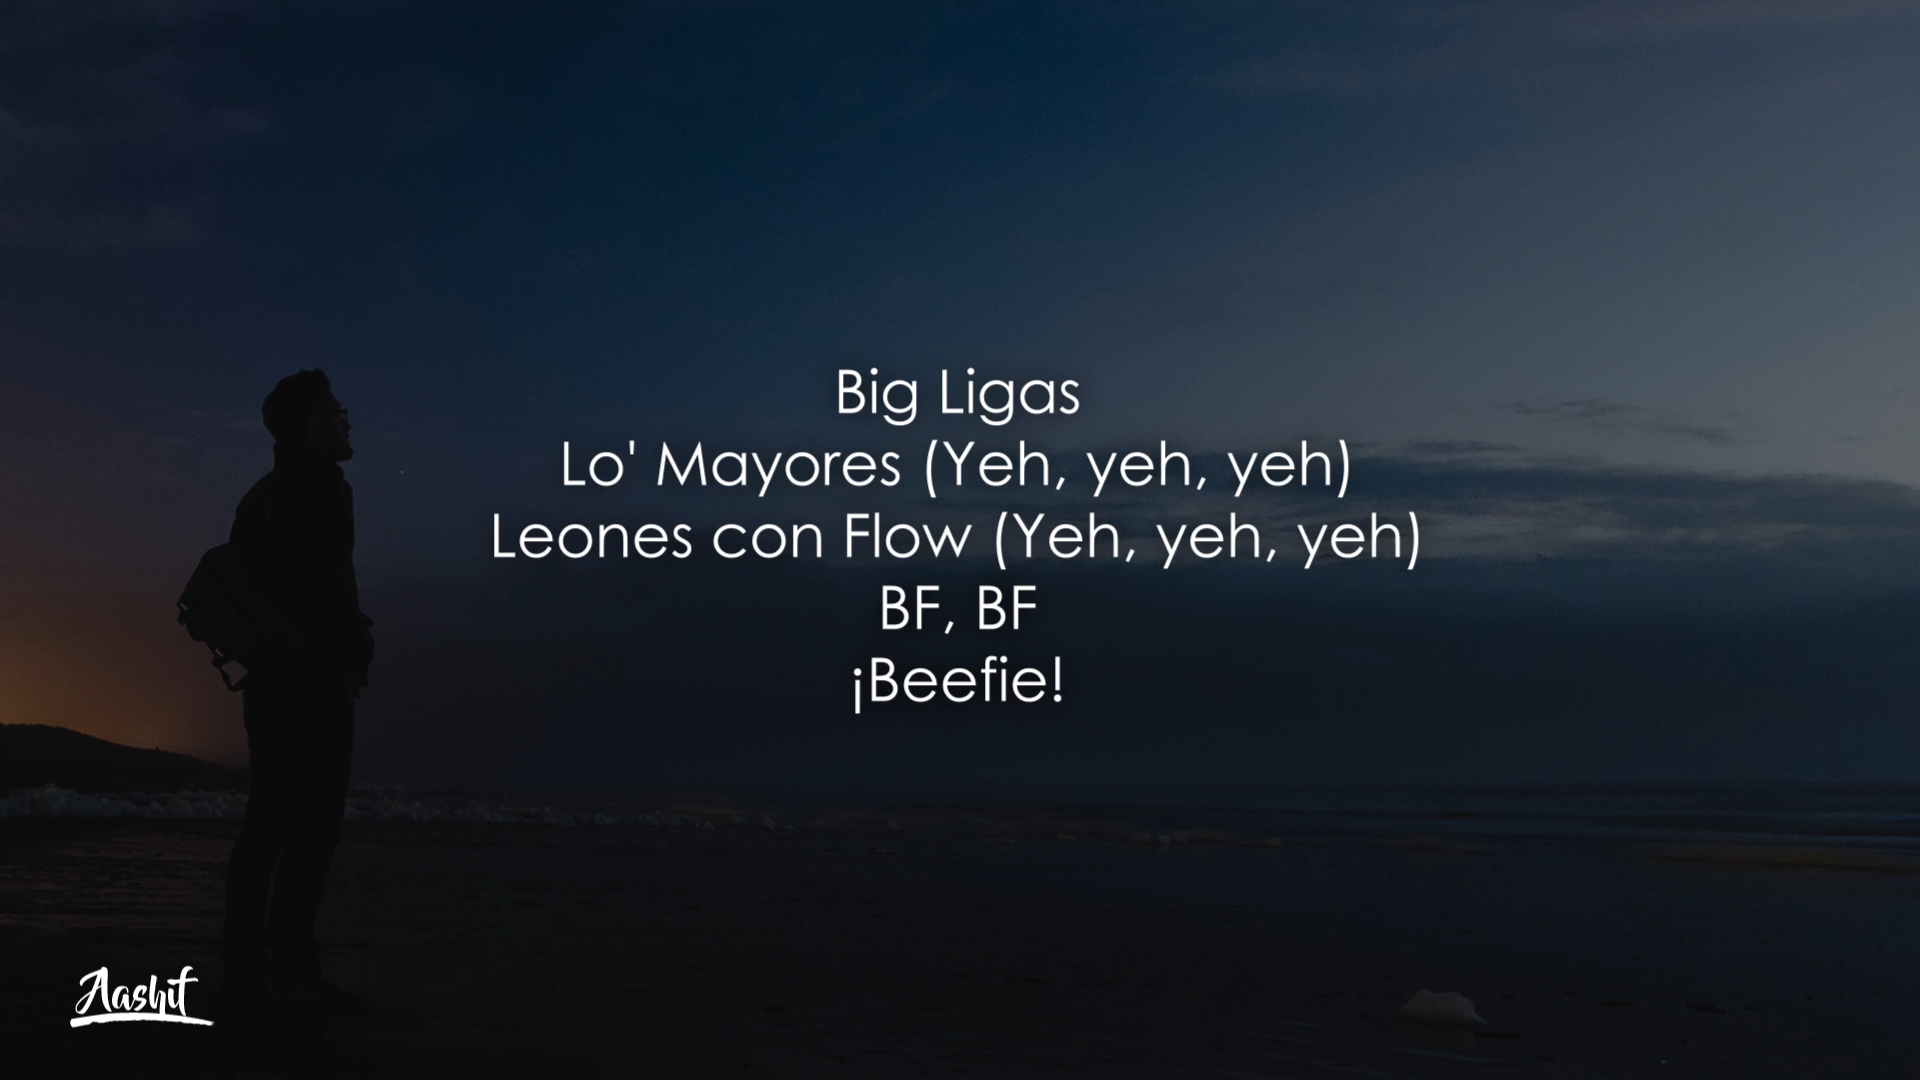 Big Ligas
Lo' Mayores (Yeh, yeh, yeh)
Leones con Flow (Yeh, yeh, yeh)
BF, BF
¡Beefie!
Aashif